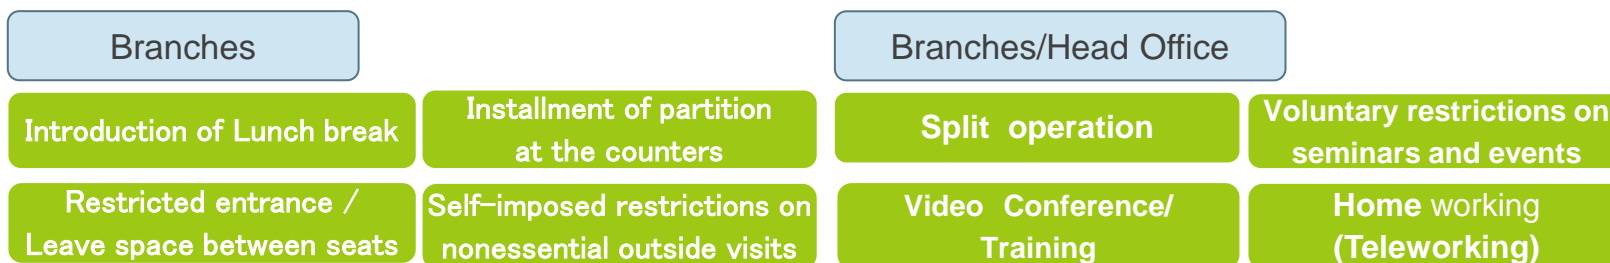 Branches
Introduction of Lunch break
Installment of partition
at the counters
Restricted entrance /
Leave space between seats
Self-imposed restrictions on
nonessential outside visits
Branches/Head Office
Split operation
Voluntary restrictions on
seminars and events
Video Conference/
Training
Home working
(Teleworking)